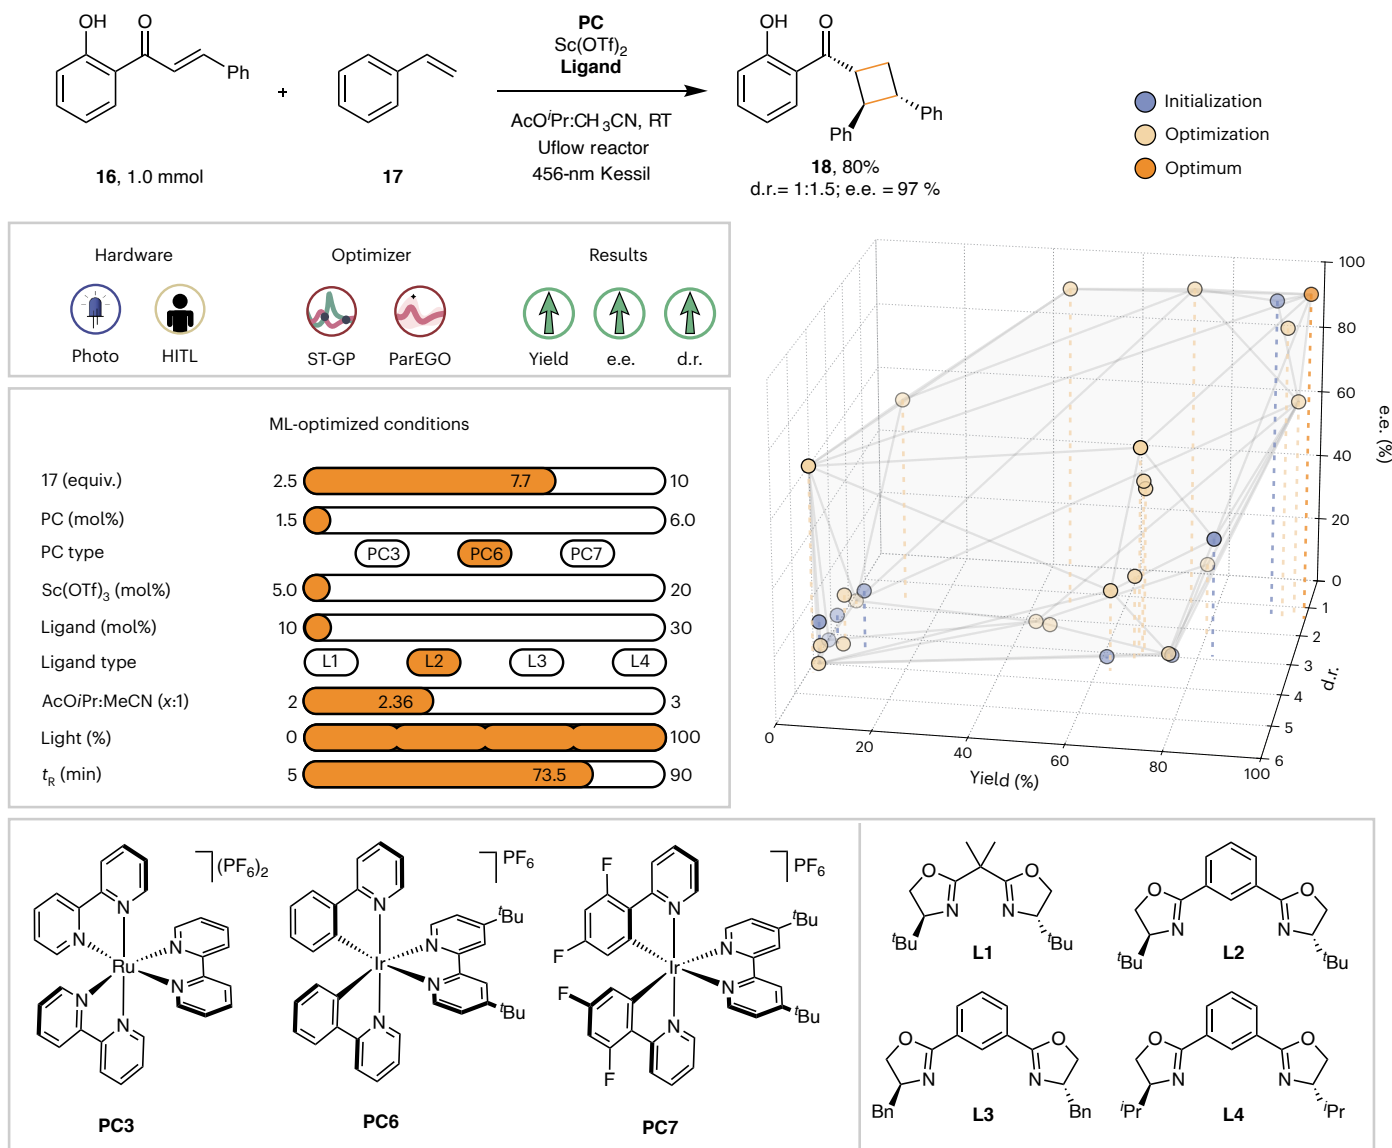 OH
O
Ph
16, 1.0 mmol
+
17
PC
Sc(OTf)2
Ligand
AcOiPr:CH3CN, RT
Uflow reactor
456-nm Kessil
OH
O
Ph
Ph
18, 80%
d.r.= 1:1.5; e.e. = 97 %
Initialization
Optimization
Optimum
Hardware
Optimizer
Results
Photo
HITL
ST-GP
ParEGO
Yield
e.e.
d.r.
ML-optimized conditions
17 (equiv.) 2.5 7.7 10
PC (mol%) 1.5 6.0
PC type PC3 PC6 PC7
Sc(OTf)3 (mol%) 5.0 20
Ligand (mol%) 10 30
Ligand type L1 L2 L3 L4
AcOiPr:MeCN (x:1) 2 2.36 3
Light (%) 0 100
tR (min) 5 73.5 90
100
80
60
40
20
0
e.e. (%)
1
2
3
4
5
6
d.r.
0
20
40
60
80
100
Yield (%)
(PF6)2
N
N
N
Ru
N
N
N
PC3
PF6
N
tBu
N
Ir
N
tBu
N
PC6
PF6
F
N
tBu
N
F
Ir
N
F
tBu
N
F
PC7
O
O
N
N
tBu
tBu
L1
O
O
N
N
tBu
tBu
L2
O
O
N
N
Bn
Bn
L3
O
O
N
N
iPr
iPr
L4